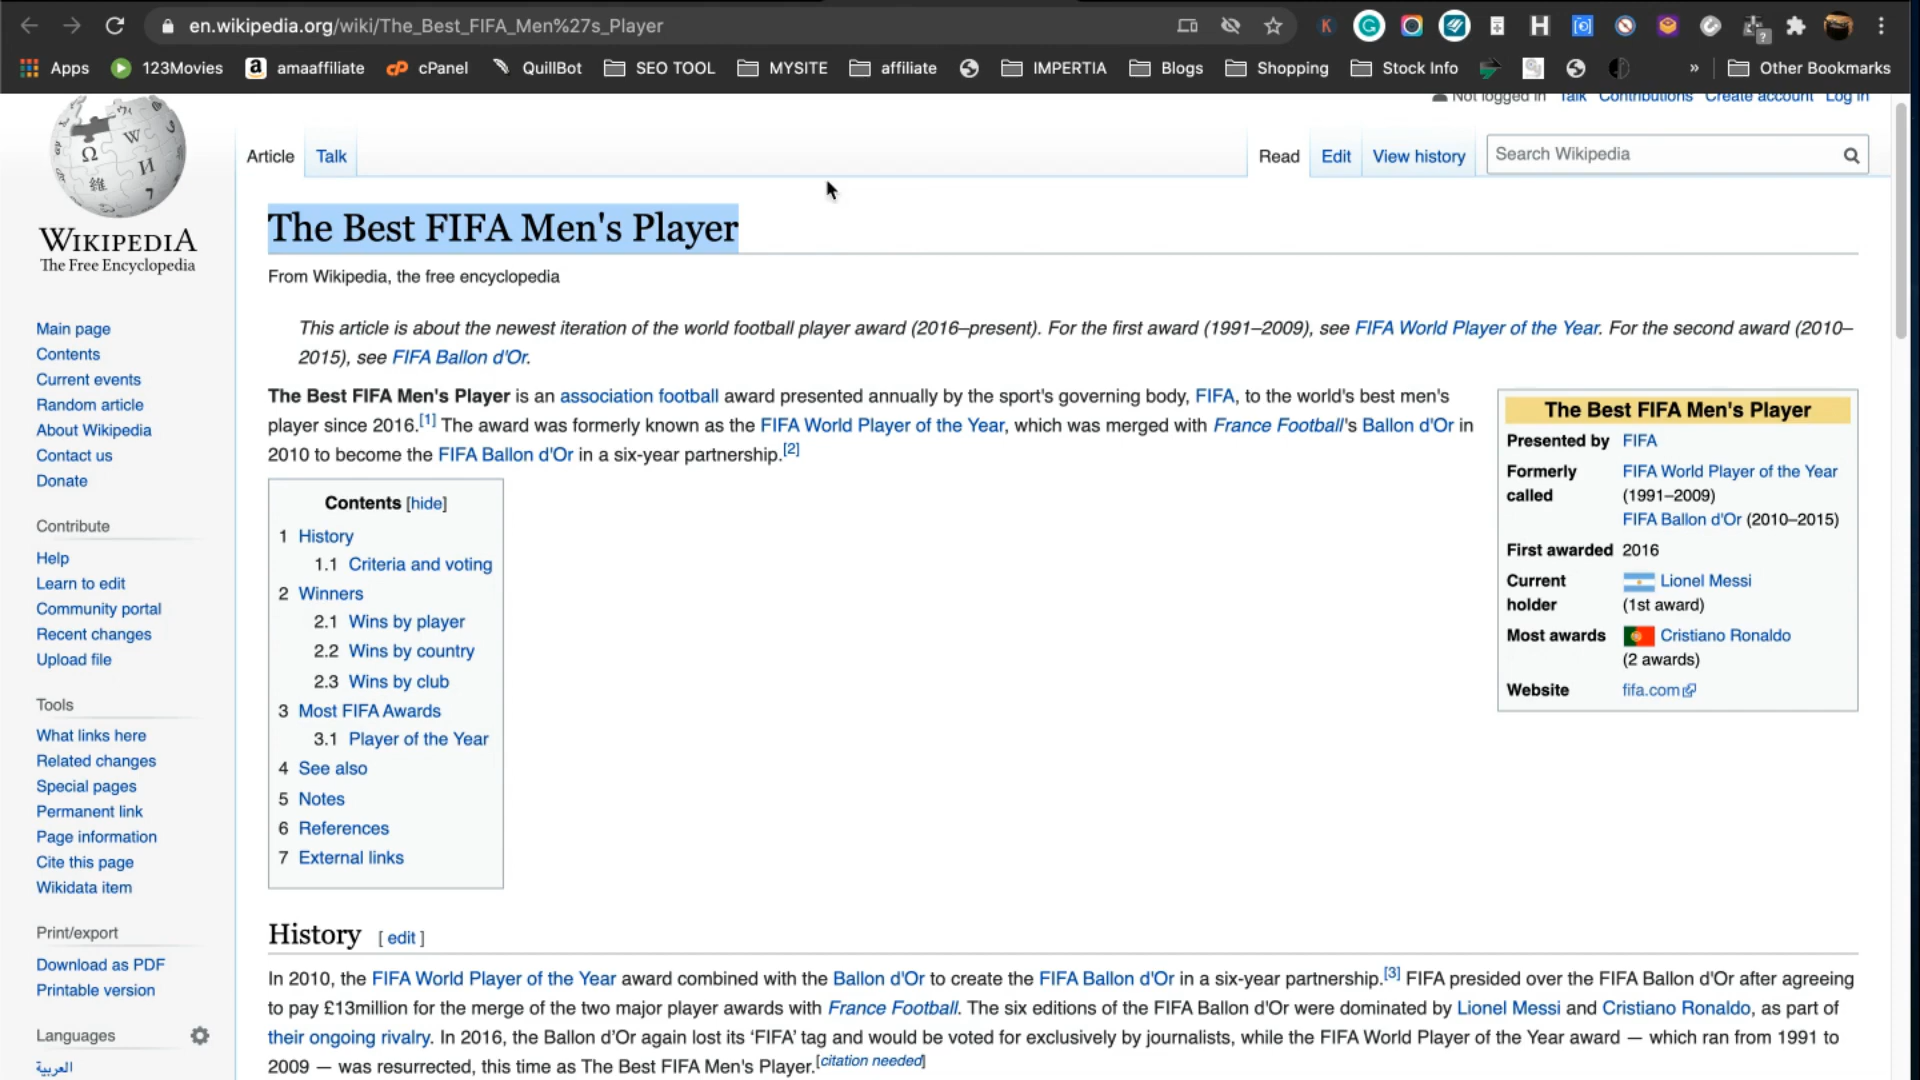 en.wikipedia.org/wiki/The_Best_FIFA_Men%27s_Player
Apps 123Movies amaaffiliate cPanel QuillBot SEO TOOL MYSITE affiliate IMPERTIA Blogs Shopping Stock Info » Other Bookmarks
Not logged in Talk Contributions Create account Log in
Article Talk Read Edit View history Search Wikipedia
WIKIPEDIA
The Free Encyclopedia
Main page
Contents
Current events
Random article
About Wikipedia
Contact us
Donate
Contribute
Help
Learn to edit
Community portal
Recent changes
Upload file
Tools
What links here
Related changes
Special pages
Permanent link
Page information
Cite this page
Wikidata item
Print/export
Download as PDF
Printable version
Languages
العربية
The Best FIFA Men's Player
From Wikipedia, the free encyclopedia
This article is about the newest iteration of the world football player award (2016–present). For the first award (1991–2009), see FIFA World Player of the Year. For the second award (2010–
2015), see FIFA Ballon d'Or.
The Best FIFA Men's Player is an association football award presented annually by the sport's governing body, FIFA, to the world's best men's
player since 2016.[1] The award was formerly known as the FIFA World Player of the Year, which was merged with France Football's Ballon d'Or in
2010 to become the FIFA Ballon d'Or in a six-year partnership.[2]
The Best FIFA Men's Player
Presented by FIFA
Formerly FIFA World Player of the Year
called (1991–2009)
FIFA Ballon d'Or (2010–2015)
First awarded 2016
Current Lionel Messi
holder (1st award)
Most awards Cristiano Ronaldo
(2 awards)
Website fifa.com
Contents [hide]
1 History
1.1 Criteria and voting
2 Winners
2.1 Wins by player
2.2 Wins by country
2.3 Wins by club
3 Most FIFA Awards
3.1 Player of the Year
4 See also
5 Notes
6 References
7 External links
History [ edit ]
In 2010, the FIFA World Player of the Year award combined with the Ballon d'Or to create the FIFA Ballon d'Or in a six-year partnership.[3] FIFA presided over the FIFA Ballon d'Or after agreeing
to pay £13million for the merge of the two major player awards with France Football. The six editions of the FIFA Ballon d'Or were dominated by Lionel Messi and Cristiano Ronaldo, as part of
their ongoing rivalry. In 2016, the Ballon d'Or again lost its ‘FIFA’ tag and would be voted for exclusively by journalists, while the FIFA World Player of the Year award — which ran from 1991 to
2009 — was resurrected, this time as The Best FIFA Men's Player.[citation needed]